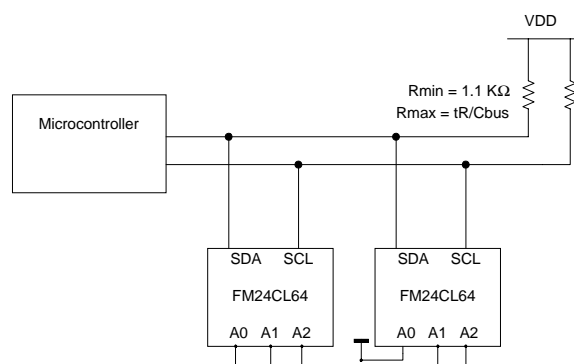 VDD
Rmin = 1.1 KΩ
Rmax = tR/Cbus
Microcontroller
SDA SCL
SDA SCL
FM24CL64
FM24CL64
A0 A1 A2
A0 A1 A2